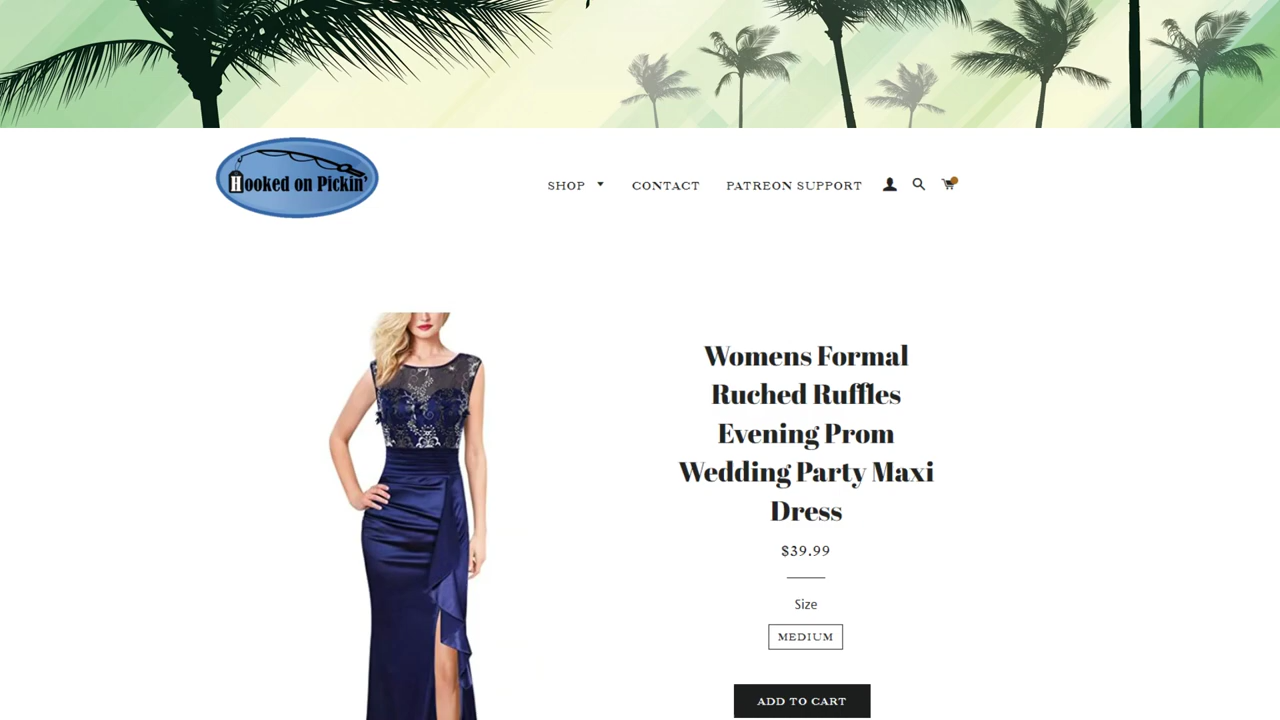 Hooked on Pickin'
SHOP CONTACT PATREON SUPPORT
Womens Formal
Ruched Ruffles
Evening Prom
Wedding Party Maxi
Dress
$39.99
Size
MEDIUM
ADD TO CART